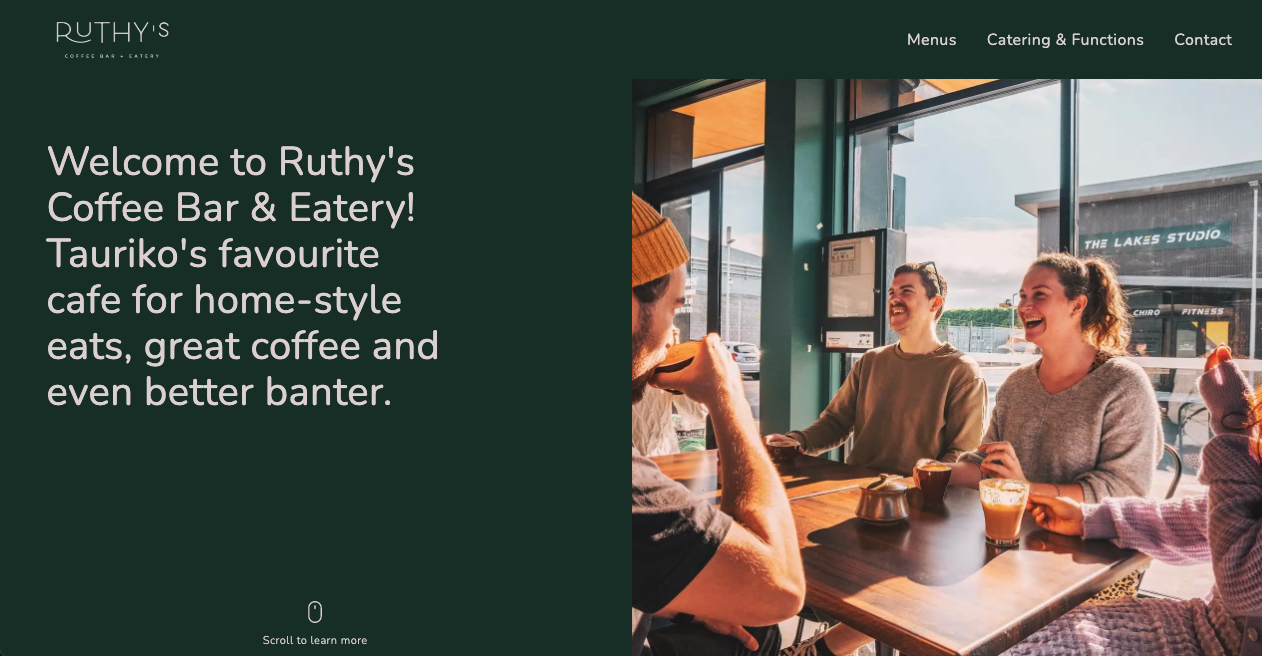 RUTHY'S
COFFEE BAR + EATERY
Menus
Catering & Functions
Contact
Welcome to Ruthy's
Coffee Bar & Eatery!
Tauriko's favourite
cafe for home-style
eats, great coffee and
even better banter.
THE LAKES STUDIO
CHIRO
FITNESS
Scroll to learn more